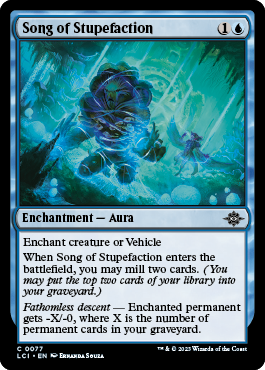 Song of Stupefaction 1
Enchantment — Aura
Enchant creature or Vehicle
When Song of Stupefaction enters the
battlefield, you may mill two cards. (You
may put the top two cards of your library into
your graveyard.)
Fathomless descent — Enchanted permanent
gets -X/-0, where X is the number of
permanent cards in your graveyard.
C 0077
LCI • EN Ernanda Souza
™ & © 2023 Wizards of the Coast